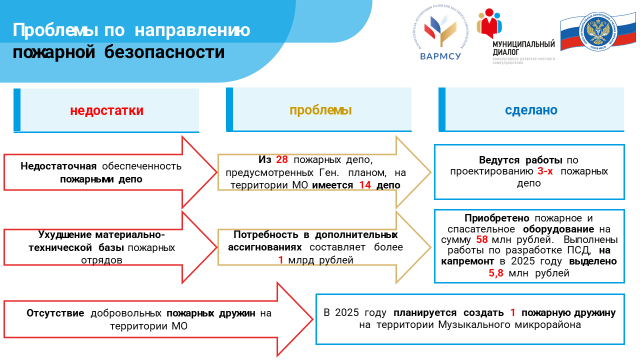 Проблемы по направлению
пожарной безопасности
ВАРМСУ
МУНИЦИПАЛЬНЫЙ
ДИАЛОГ
недостатки
проблемы
сделано
Недостаточная обеспеченность
пожарными депо
Из 28 пожарных депо,
предусмотренных Ген. планом, на
территории МО имеется 14 депо
Ведутся работы по
проектированию 3-х пожарных
депо
Ухудшение материально-
технической базы пожарных
отрядов
Потребность в дополнительных
ассигнованиях составляет более
1 млрд рублей
Приобретено пожарное и
спасательное оборудование на
сумму 58 млн рублей. Выполнены
работы по разработке ПСД, на
капремонт в 2025 году выделено
5,8 млн рублей
Отсутствие добровольных пожарных дружин на
территории МО
В 2025 году планируется создать 1 пожарную дружину
на территории Музыкального микрорайона